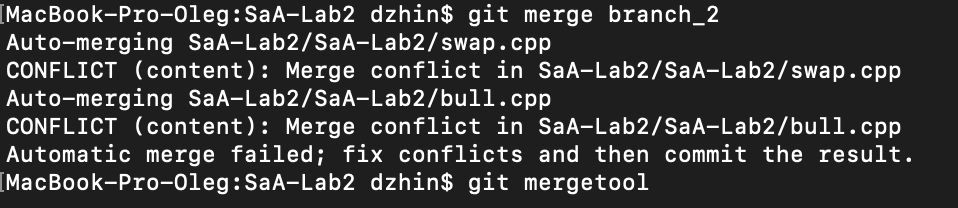 [MacBook-Pro-Oleg:SaA-Lab2 dzhin$ git merge branch_2
Auto-merging SaA-Lab2/SaA-Lab2/swap.cpp
CONFLICT (content): Merge conflict in SaA-Lab2/SaA-Lab2/swap.cpp
Auto-merging SaA-Lab2/SaA-Lab2/bull.cpp
CONFLICT (content): Merge conflict in SaA-Lab2/SaA-Lab2/bull.cpp
Automatic merge failed; fix conflicts and then commit the result.
[MacBook-Pro-Oleg:SaA-Lab2 dzhin$ git mergetool